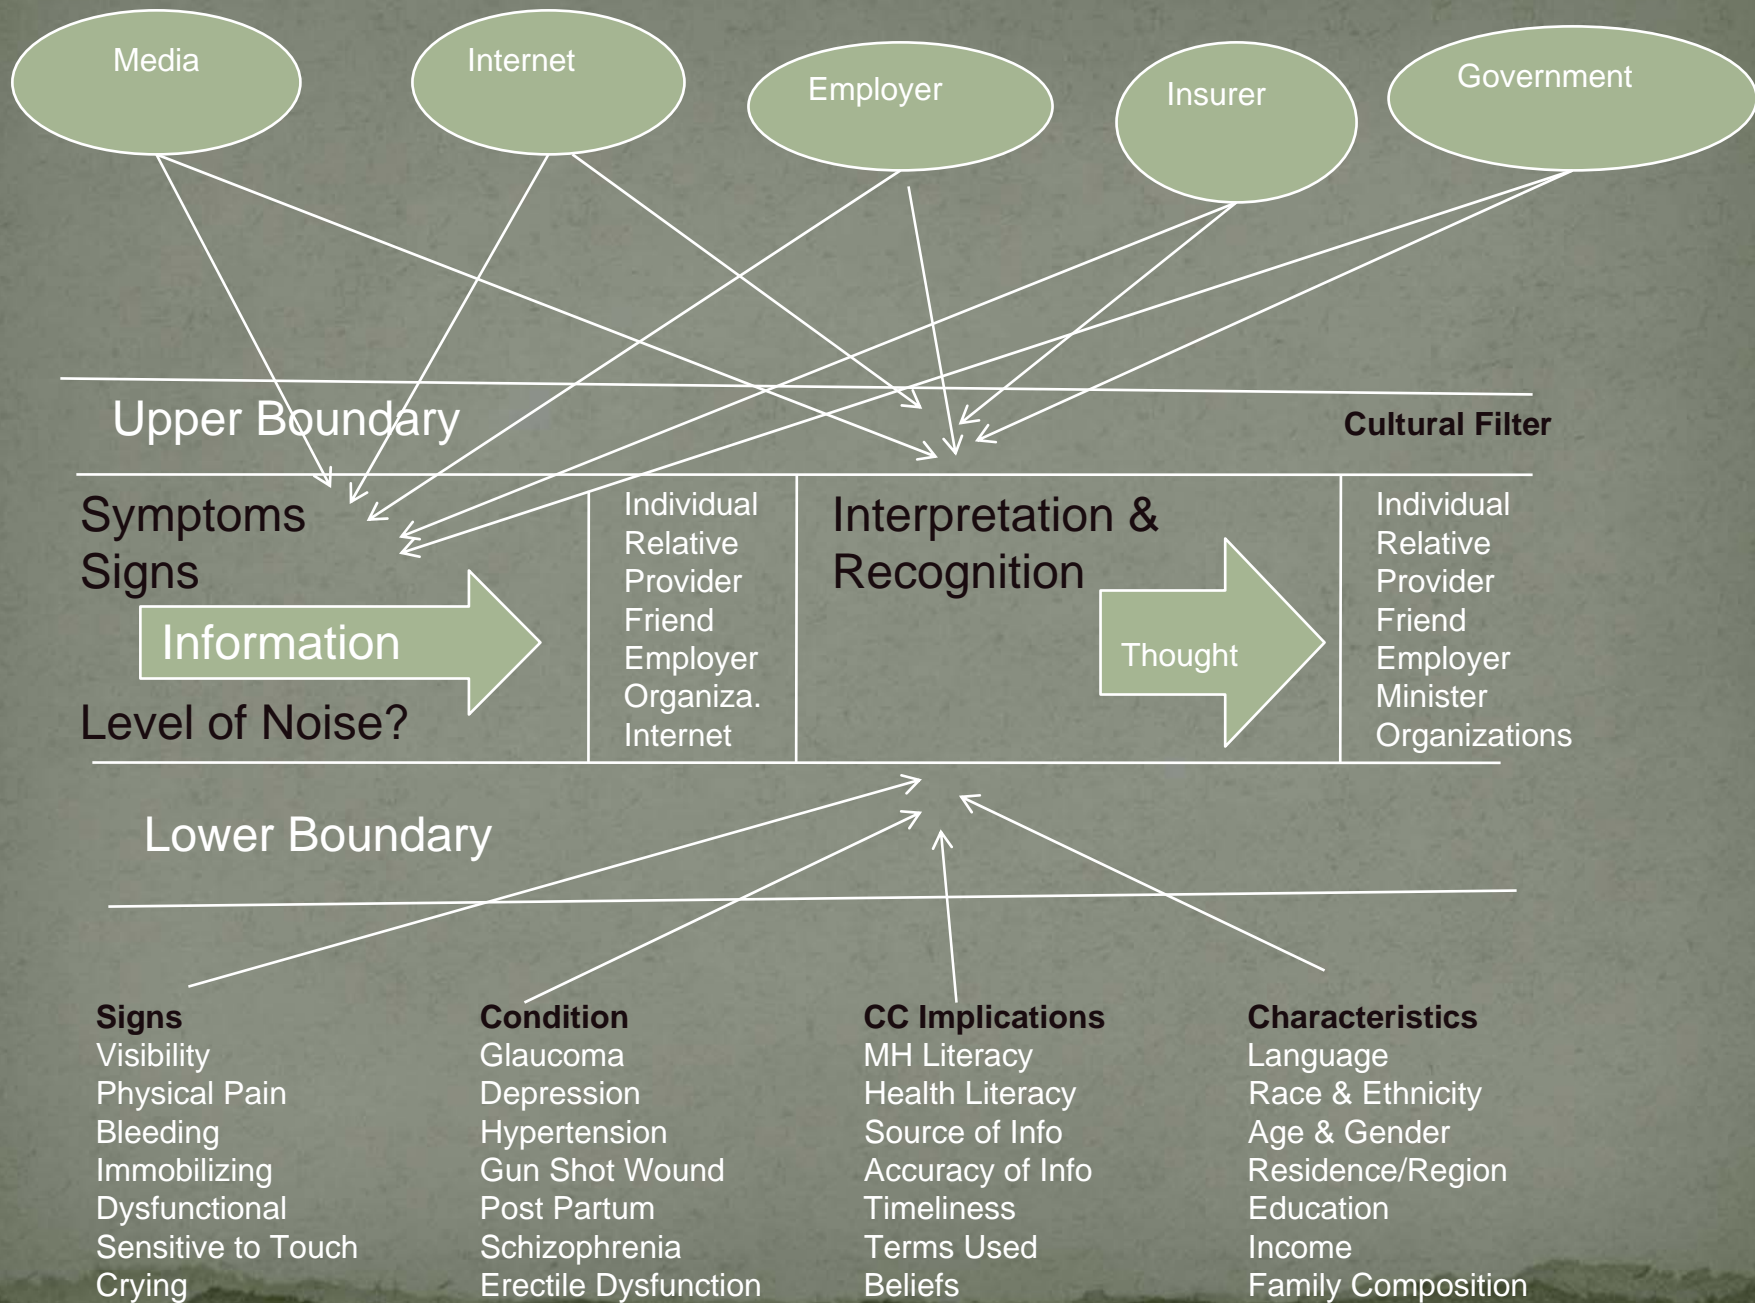 Media
Internet
Employer
Insurer
Government
Upper Boundary
Cultural Filter
Symptoms
Signs
Information
Level of Noise?
Individual
Relative
Provider
Friend
Employer
Organiza.
Internet
Interpretation &
Recognition
Thought
Individual
Relative
Provider
Friend
Employer
Minister
Organizations
Lower Boundary
Signs
Visibility
Physical Pain
Bleeding
Immobilizing
Dysfunctional
Sensitive to Touch
Crying
Condition
Glaucoma
Depression
Hypertension
Gun Shot Wound
Post Partum
Schizophrenia
Erectile Dysfunction
CC Implications
MH Literacy
Health Literacy
Source of Info
Accuracy of Info
Timeliness
Terms Used
Beliefs
Characteristics
Language
Race & Ethnicity
Age & Gender
Residence/Region
Education
Income
Family Composition